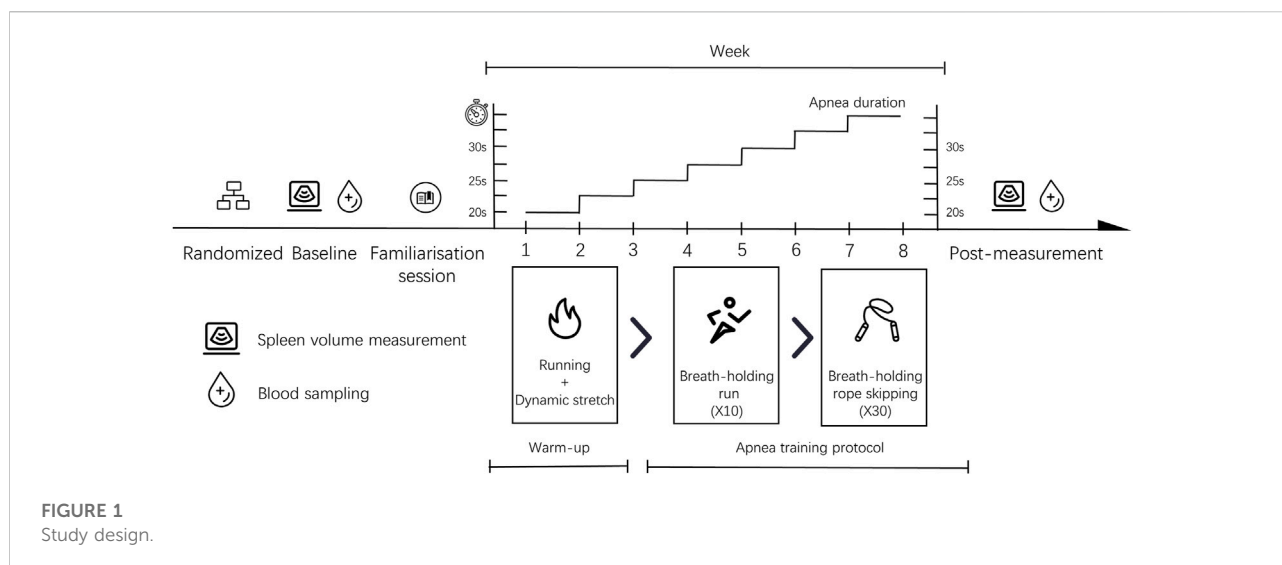 Week
Apnea duration
30s
25s
20s
30s
25s
20s
Randomized
Baseline
Familiarisation
session
1 2 3 4 5 6 7 8
Post-measurement
Spleen volume measurement
Blood sampling
Running
+
Dynamic stretch
Breath-holding
run
(X10)
Breath-holding
rope skipping
(X30)
Warm-up
Apnea training protocol
FIGURE 1
Study design.